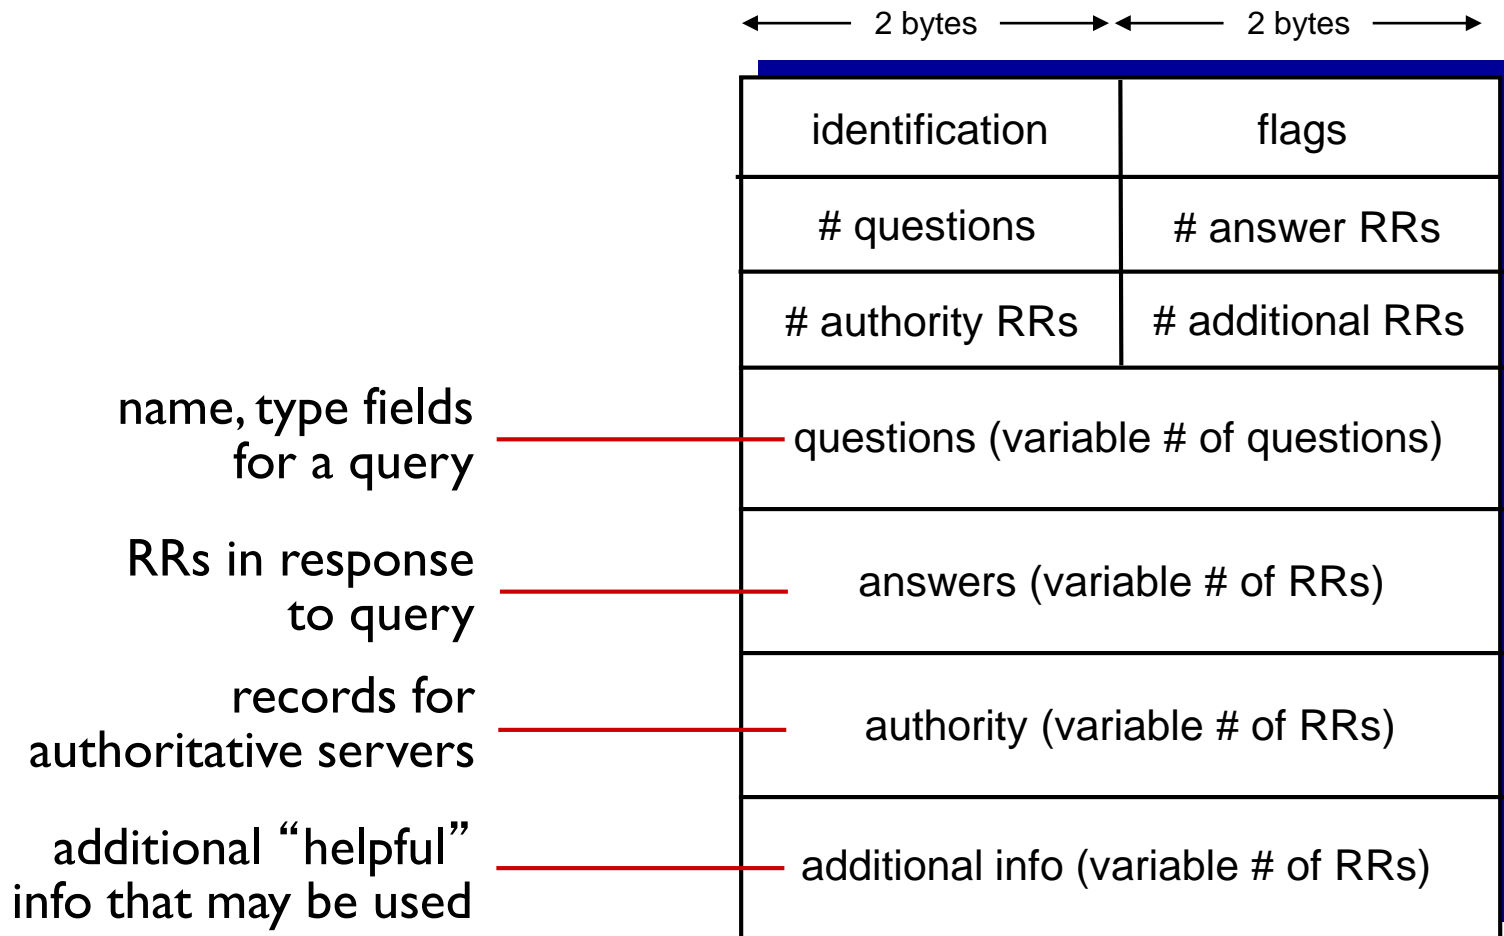 2 bytes 2 bytes
identification flags
# questions # answer RRs
# authority RRs # additional RRs
name, type fields
for a query
questions (variable # of questions)
RRs in response
to query
answers (variable # of RRs)
records for
authoritative servers
authority (variable # of RRs)
additional “helpful”
info that may be used
additional info (variable # of RRs)